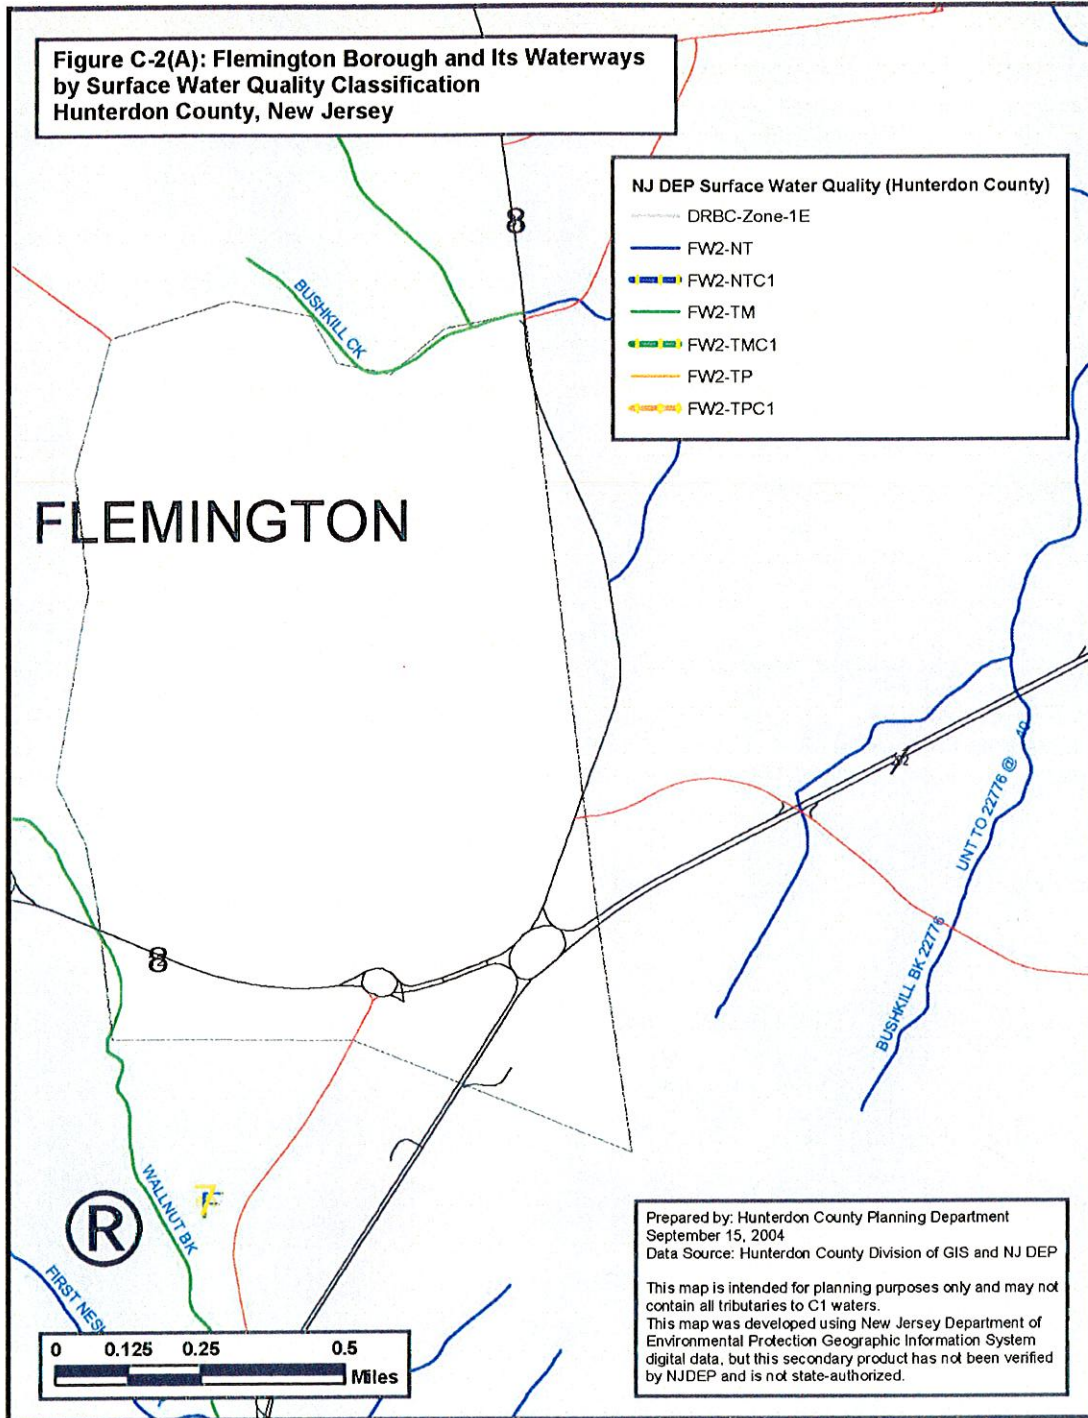 Figure C-2(A): Flemington Borough and Its Waterways
by Surface Water Quality Classification
Hunterdon County, New Jersey
NJ DEP Surface Water Quality (Hunterdon County)
DRBC-Zone-1E
FW2-NT
FW2-NTC1
FW2-TM
FW2-TMC1
FW2-TP
FW2-TPC1
8
BUSHKILL CK
FLEMINGTON
UNT TO 22776 @
40
BUSHKILL BK 22776
8
WALLNUT BK
®
FIRST
0 0.125 0.25 0.5
Miles
Prepared by: Hunterdon County Planning Department
September 15, 2004
Data Source: Hunterdon County Division of GIS and NJ DEP
This map is intended for planning purposes only and may not
contain all tributaries to C1 waters.
This map was developed using New Jersey Department of
Environmental Protection Geographic Information System
digital data, but this secondary product has not been verified
by NJDEP and is not state-authorized.